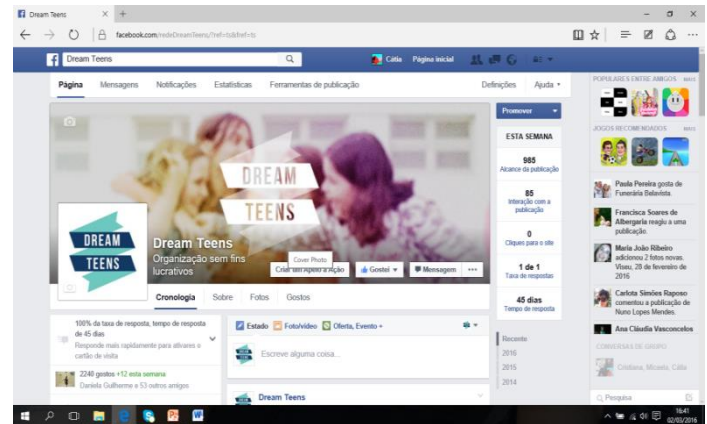 Dream Teens
facebook.com/redeDreamTeens/?ref=ts&fref=ts
Dream Teens
Cátia Página inicial
Página Mensagens Notificações Estatísticas Ferramentas de publicação Definições Ajuda
DREAM
TEENS
DREAM
TEENS
Dream Teens
Organização sem fins
lucrativos
Cover Photo
Criar um Apelo à Ação Gostei Mensagem
Cronologia Sobre Fotos Gostos
Promover
ESTA SEMANA
985
Alcance da publicação
85
Interação com a
publicação
0
Cliques para o site
1 de 1
Taxa de respostas
45 dias
Tempo de resposta
Recente
2016
2015
2014
100% da taxa de resposta, tempo de resposta
de 45 dias
Responde mais rapidamente para ativares o
cartão de visita
2248 gostos +12 esta semana
Daniela Guilherme e 53 outros amigos
Estado Foto/vídeo Oferta, Evento +
Escreve alguma coisa...
Dream Teens
POPULARES ENTRE AMIGOS MAIS
JOGOS RECOMENDADOS MAIS
Paula Pereira gosta de
Funerária Belavista.
Francisca Soares de
Albergaria reagiu a uma
publicação.
Maria João Ribeiro
adicionou 2 fotos novas.
Viseu, 28 de fevereiro de
2016
Carlota Simões Raposo
comentou a publicação de
Nuno Lopes Mendes.
Ana Cláudia Vasconcelos
CONVERSAS DE GRUPO
Cristiana, Micaela, Cátia
Pesquisa
16:41
02/03/2016